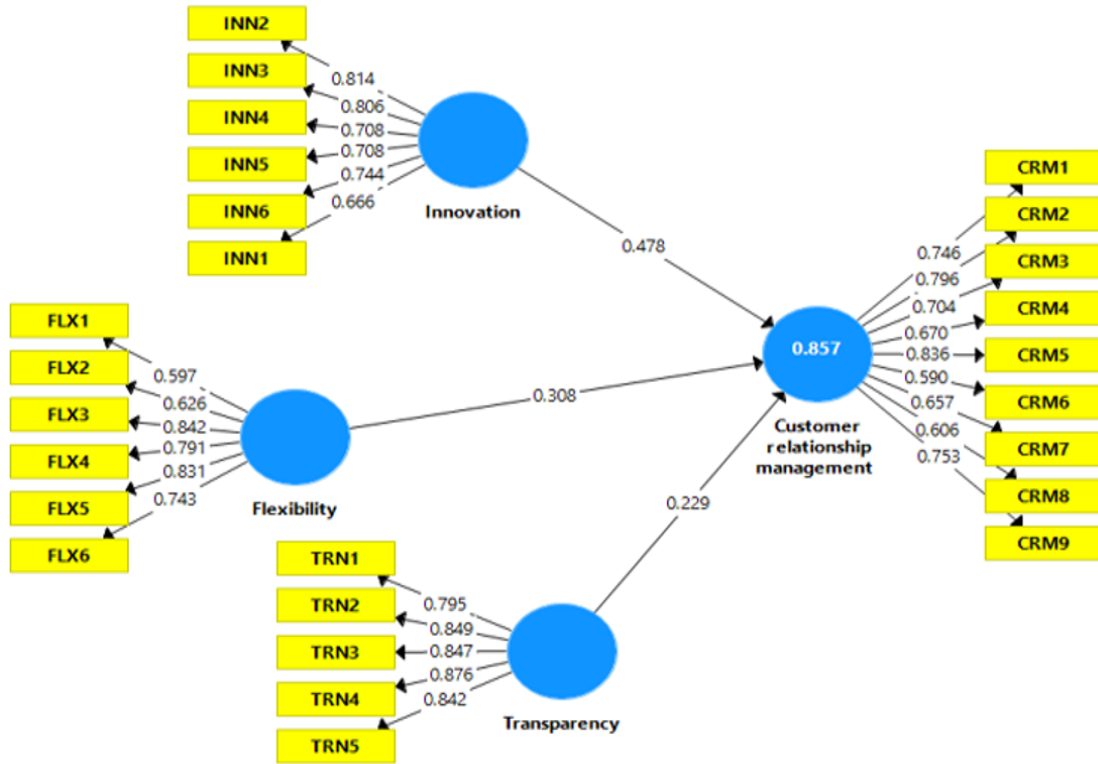 INN2
INN3
INN4
INN5
INN6
INN1
0.814
0.806
0.708
0.708
0.744
0.666
Innovation
0.478
FLX1
FLX2
FLX3
FLX4
FLX5
FLX6
0.597
0.626
0.842
0.791
0.831
0.743
Flexibility
0.308
TRN1
TRN2
TRN3
TRN4
TRN5
0.795
0.849
0.847
0.876
0.842
Transparency
0.229
0.857
Customer
relationship
management
0.746
0.796
0.704
0.670
0.836
0.590
0.657
0.606
0.753
CRM1
CRM2
CRM3
CRM4
CRM5
CRM6
CRM7
CRM8
CRM9